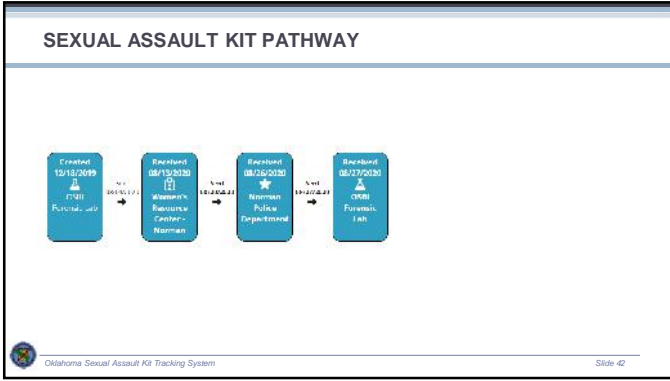 SEXUAL ASSAULT KIT PATHWAY
Created
12/18/2019
OSBI
Forensic Lab
Received
08/13/2020
Women's
Resource
Center -
Norman
Received
08/26/2020
Norman
Police
Department
Received
08/27/2020
OSBI
Forensic
Lab
Oklahoma Sexual Assault Kit Tracking System
Slide 42